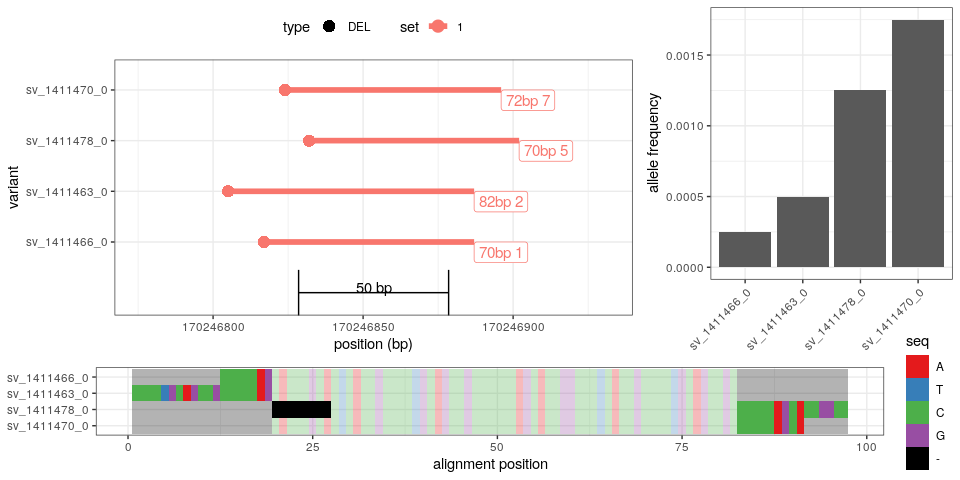 type DEL set 1
variant
sv_1411470_0
sv_1411478_0
sv_1411463_0
sv_1411466_0
72bp 7
70bp 5
82bp 2
70bp 1
50 bp
170246800 170246850 170246900
position (bp)
allele frequency
0.0015
0.0010
0.0005
0.0000
sv_1411466_0 sv_1411463_0 sv_1411478_0 sv_1411470_0
sv_1411466_0
sv_1411463_0
sv_1411478_0
sv_1411470_0
0 25 50 75 100
alignment position
seq
A
T
C
G
-